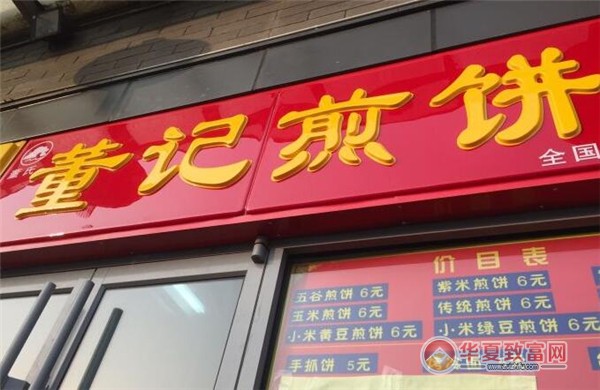 董记煎饼
董氏
全国
价目表
五谷煎饼 6元
紫米煎饼 6元
玉米煎饼 6元
传统煎饼 6元
小米黄豆煎饼 6元
小米绿豆煎饼 6元
手抓饼 5元
华夏致富网